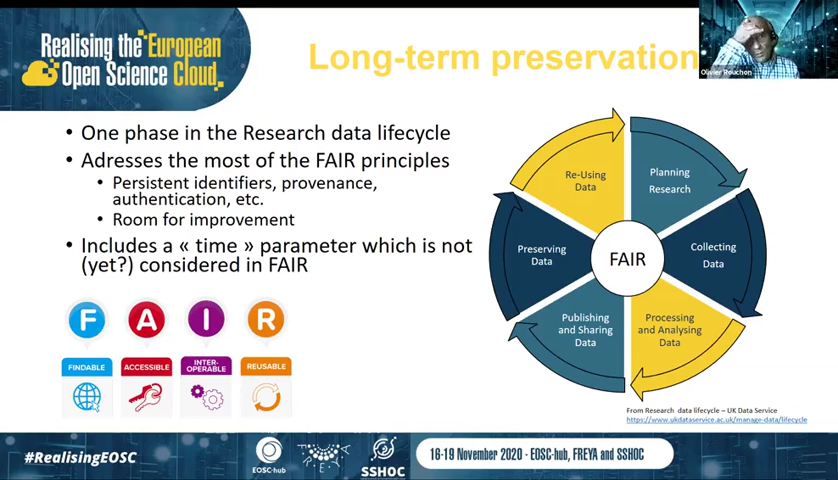 Realising the European
Open Science Cloud
Long-term preservation
Olivier Rouchon
• One phase in the Research data lifecycle
• Adresses the most of the FAIR principles
• Persistent identifiers, provenance,
authentication, etc.
• Room for improvement
• Includes a « time » parameter which is not
(yet?) considered in FAIR
Re-Using
Data
Planning
Research
Preserving
Data
FAIR
Collecting
Data
Publishing
and Sharing
Data
Processing
and Analysing
Data
F A I R
FINDABLE
ACCESSIBLE
INTER-
OPERABLE
REUSABLE
From Research data lifecycle – UK Data Service
https://www.ukdataservice.ac.uk/manage-data/lifecycle
#RealisingEOSC
EOSC-hub
FREYA
SSHOC
16-19 November 2020 - EOSC-hub, FREYA and SSHOC